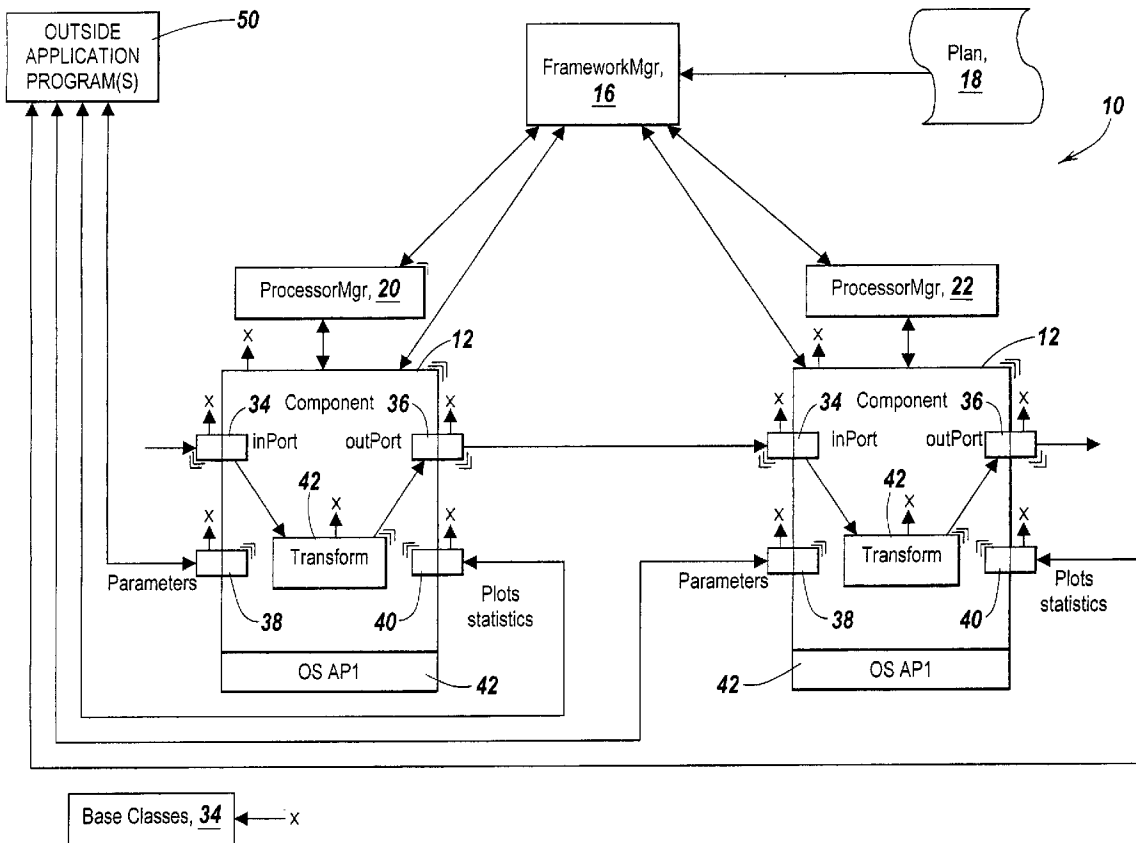 OUTSIDE
APPLICATION
PROGRAM(S)
50
FrameworkMgr,
16
Plan,
18
10
ProcessorMgr, 20
ProcessorMgr, 22
X
12
X
12
X
34
Component
36
X
inPort
outPort
X
34
Component
36
X
inPort
outPort
X
42
X
Transform
X
Parameters
38
40
Plots
statistics
X
42
X
Transform
X
Parameters
38
40
Plots
statistics
OS AP1
42
OS AP1
42
Base Classes, 34
X